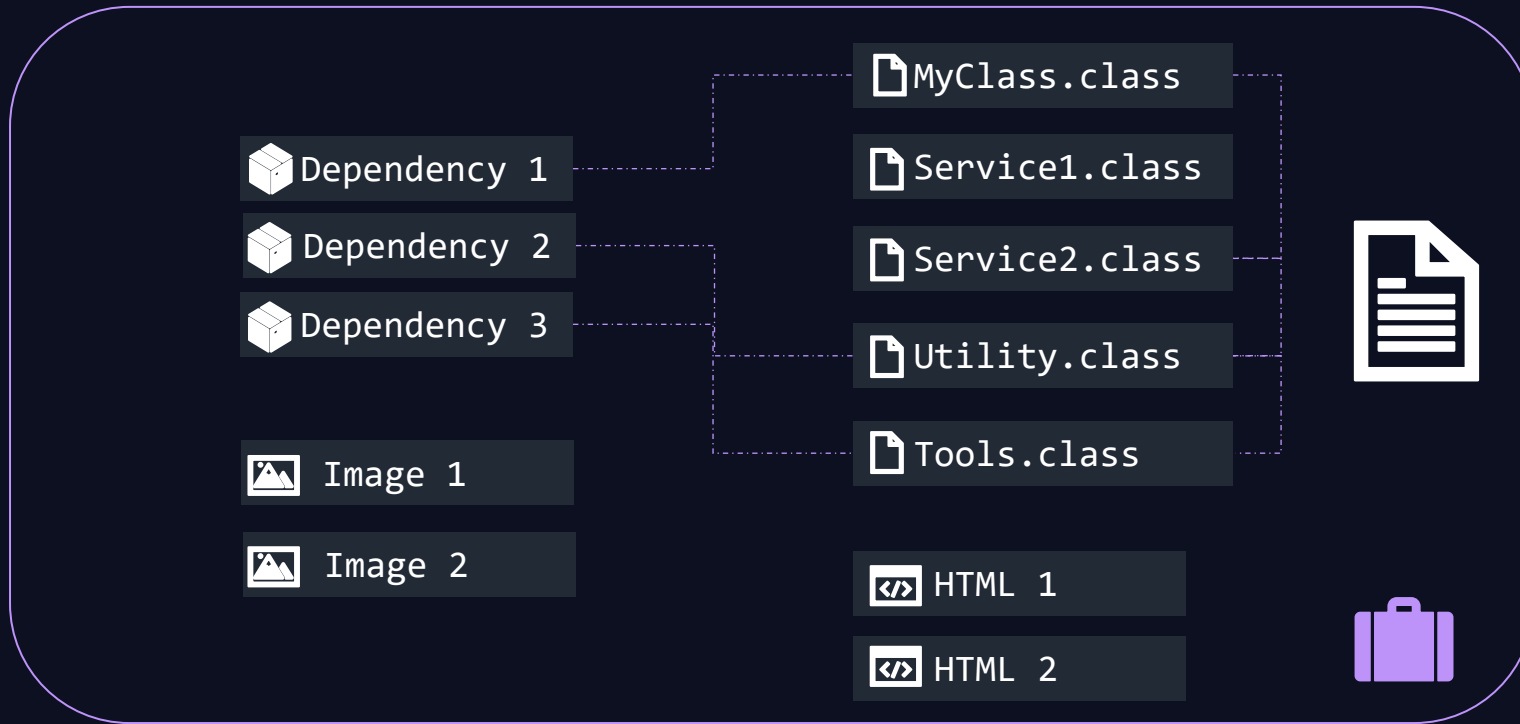 Dependency 1
Dependency 2
Dependency 3
Image 1
Image 2
MyClass.class
Service1.class
Service2.class
Utility.class
Tools.class
HTML 1
HTML 2